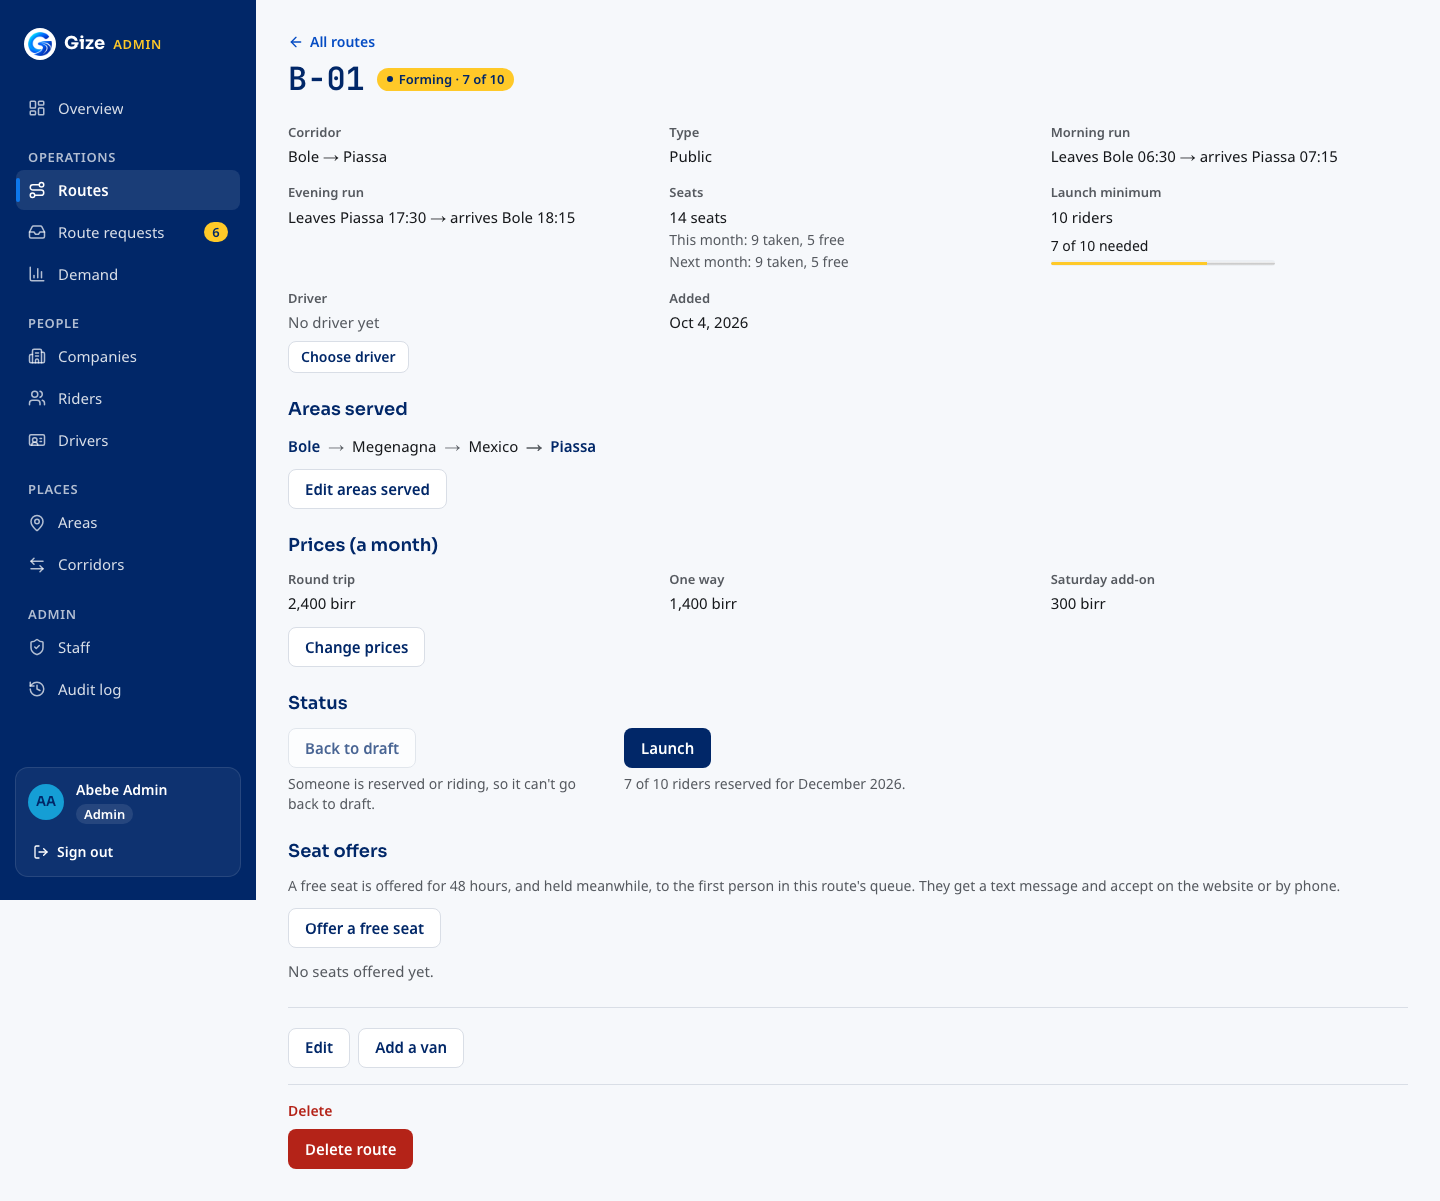 Gize ADMIN
Overview
OPERATIONS
Routes
Route requests 6
Demand
PEOPLE
Companies
Riders
Drivers
PLACES
Areas
Corridors
ADMIN
Staff
Audit log
AA
Abebe Admin
Admin
Sign out
← All routes
B-01
Forming · 7 of 10
Corridor
Bole → Piassa
Type
Public
Morning run
Leaves Bole 06:30 → arrives Piassa 07:15
Evening run
Leaves Piassa 17:30 → arrives Bole 18:15
Seats
14 seats
This month: 9 taken, 5 free
Next month: 9 taken, 5 free
Launch minimum
10 riders
7 of 10 needed
Driver
No driver yet
Choose driver
Added
Oct 4, 2026
Areas served
Bole → Megenagna → Mexico → Piassa
Edit areas served
Prices (a month)
Round trip
2,400 birr
One way
1,400 birr
Saturday add-on
300 birr
Change prices
Status
Back to draft
Someone is reserved or riding, so it can't go
back to draft.
Launch
7 of 10 riders reserved for December 2026.
Seat offers
A free seat is offered for 48 hours, and held meanwhile, to the first person in this route's queue. They get a text message and accept on the website or by phone.
Offer a free seat
No seats offered yet.
Edit
Add a van
Delete
Delete route